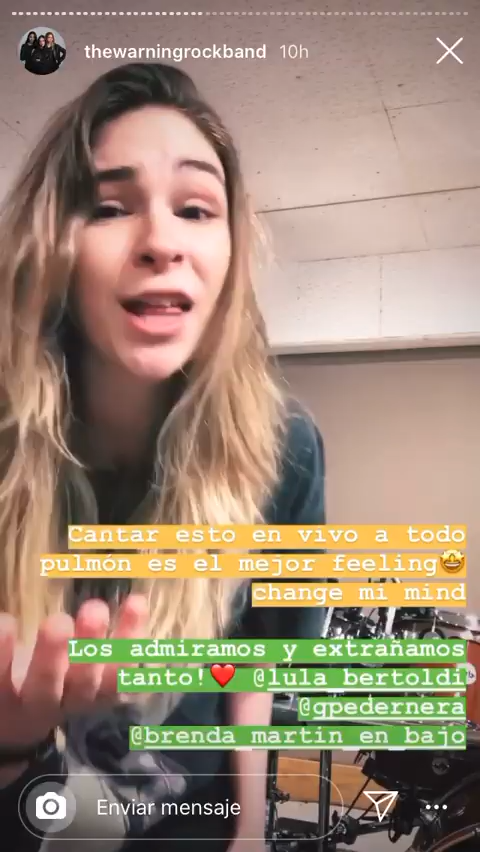 thewarningrockband 10h
Cantar esto en vivo a todo
pulmón es el mejor feeling🤩
change mi mind
Los admiramos y extrañamos
tanto!❤️ @lula_bertoldi
@gpedernera
@brenda_martin_en_bajo
Enviar mensaje